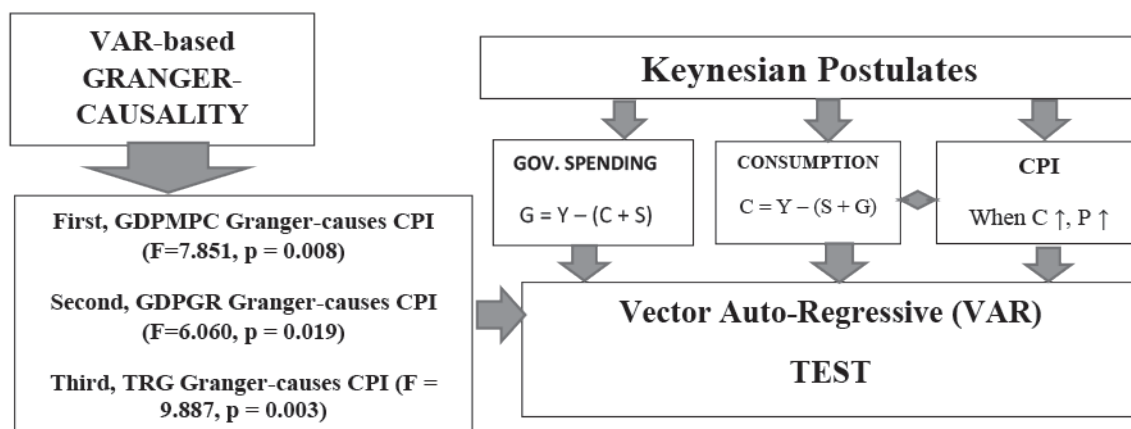 VAR-based
GRANGER-
CAUSALITY
First, GDPMPC Granger-causes CPI
(F=7.851, p = 0.008)
Second, GDPGR Granger-causes CPI
(F=6.060, p = 0.019)
Third, TRG Granger-causes CPI (F =
9.887, p = 0.003)
Keynesian Postulates
GOV. SPENDING
G = Y – (C + S)
CONSUMPTION
C = Y – (S + G)
CPI
When C ↑, P ↑
Vector Auto-Regressive (VAR)
TEST